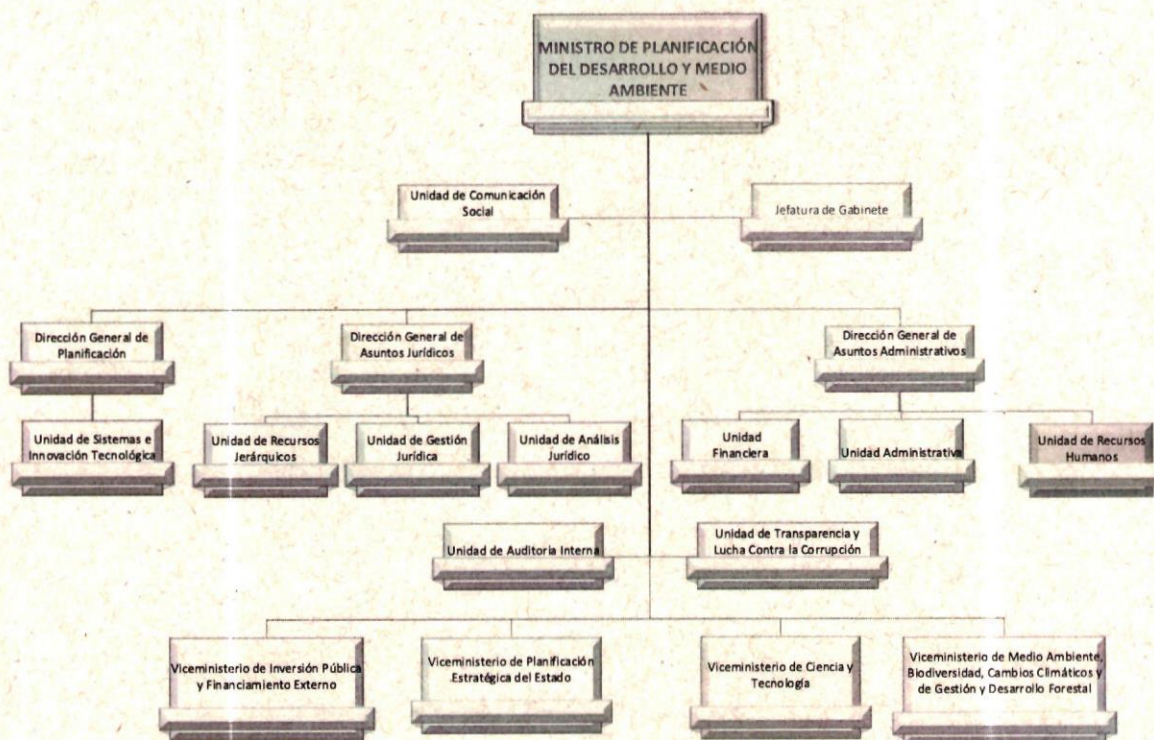 MINISTRO DE PLANIFICACIÓN
DEL DESARROLLO Y MEDIO
AMBIENTE
Unidad de Comunicación
Social
Jefatura de Gabinete
Dirección General de
Planificación
Dirección General de
Asuntos Jurídicos
Dirección General de
Asuntos Administrativos
Unidad de Sistemas e
Innovación Tecnológica
Unidad de Recursos
Jerárquicos
Unidad de Gestión
Jurídica
Unidad de Análisis
Jurídico
Unidad
Financiera
Unidad Administrativa
Unidad de Recursos
Humanos
Unidad de Auditoria Interna
Unidad de Transparencia y
Lucha Contra la Corrupción
Viceministerio de Inversión Pública
y Financiamiento Externo
Viceministerio de Planificación
Estratégica del Estado
Viceministerio de Ciencia y
Tecnología
Viceministerio de Medio Ambiente,
Biodiversidad, Cambios Climáticos y
de Gestión y Desarrollo Forestal